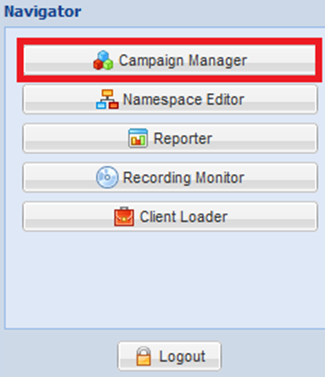 Navigator
Campaign Manager
Namespace Editor
Reporter
Recording Monitor
Client Loader
Logout